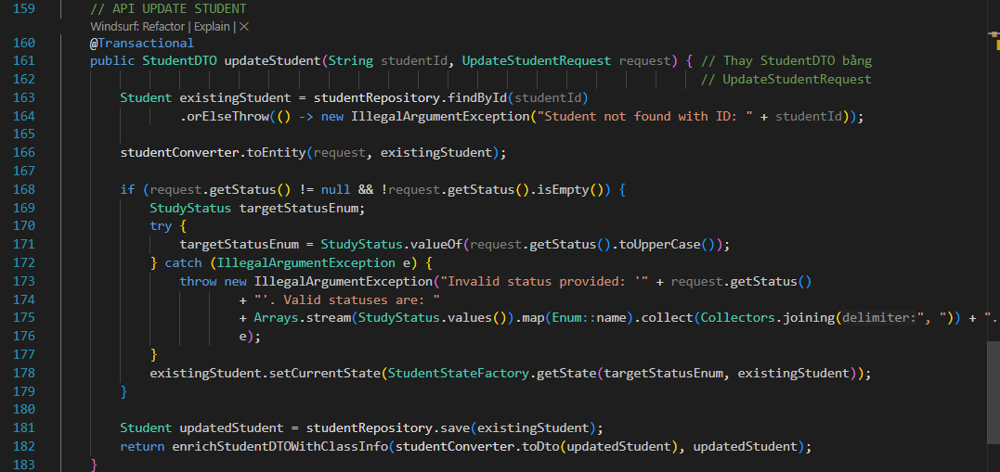 159 // API UPDATE STUDENT
Windsurf: Refactor | Explain | ×
160 @Transactional
161 public StudentDTO updateStudent(String studentId, UpdateStudentRequest request) { // Thay StudentDTO bằng
162 // UpdateStudentRequest
163 Student existingStudent = studentRepository.findById(studentId)
164 .orElseThrow(() -> new IllegalArgumentException("Student not found with ID: " + studentId));
165
166 studentConverter.toEntity(request, existingStudent);
167
168 if (request.getStatus() != null && !request.getStatus().isEmpty()) {
169 StudyStatus targetStatusEnum;
170 try {
171 targetStatusEnum = StudyStatus.valueOf(request.getStatus().toUpperCase());
172 } catch (IllegalArgumentException e) {
173 throw new IllegalArgumentException("Invalid status provided: '" + request.getStatus()
174 + "'. Valid statuses are: "
175 + Arrays.stream(StudyStatus.values()).map(Enum::name).collect(Collectors.joining(delimiter:", ")) + ".
176 e);
177 }
178 existingStudent.setCurrentState(StudentStateFactory.getState(targetStatusEnum, existingStudent));
179 }
180
181 Student updatedStudent = studentRepository.save(existingStudent);
182 return enrichStudentDTOWithClassInfo(studentConverter.toDto(updatedStudent), updatedStudent);
183 }